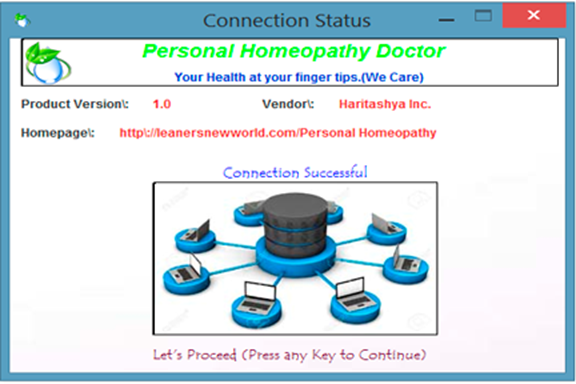 Connection Status
Personal Homeopathy Doctor
Your Health at your finger tips.(We Care)
Product Version\: 1.0 Vendor\: Haritashya Inc.
Homepage\: http\://leanersnewworld.com/Personal Homeopathy
Connection Successful
Let's Proceed (Press any Key to Continue)